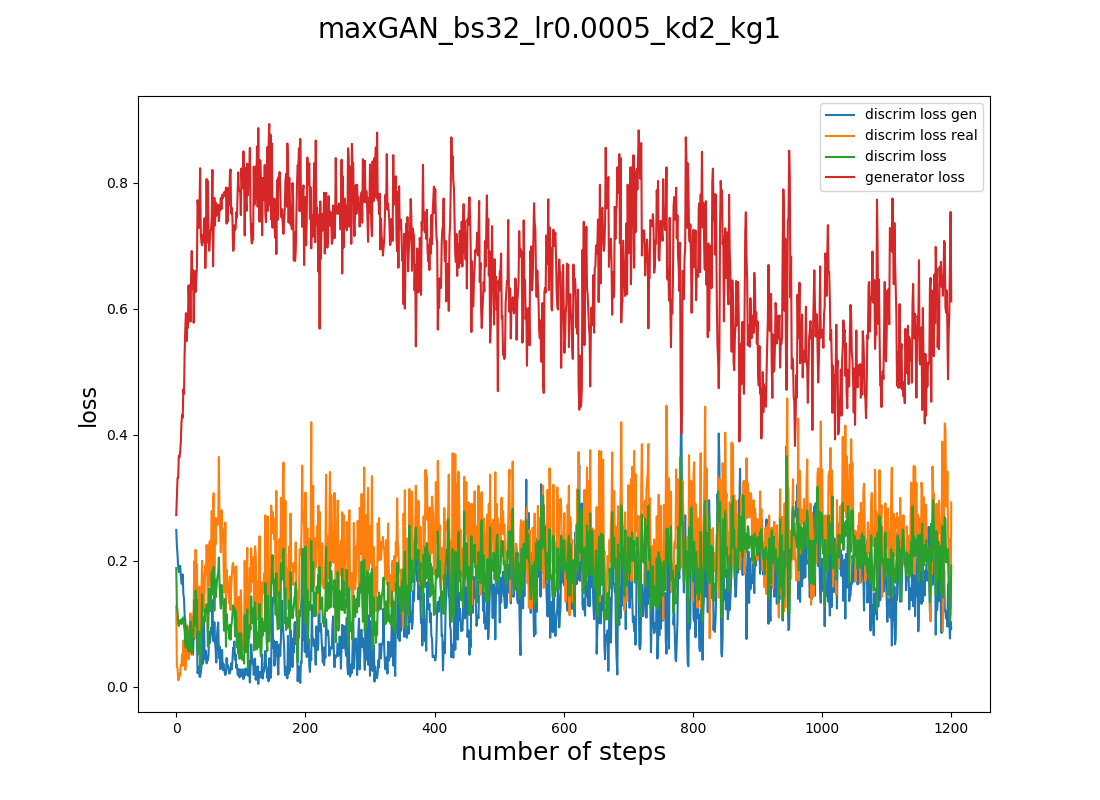 maxGAN_bs32_lr0.0005_kd2_kg1
discrim loss gen
discrim loss real
discrim loss
generator loss
0.8
0.6
0.4
0.2
0.0
loss
0 200 400 600 800 1000 1200
number of steps